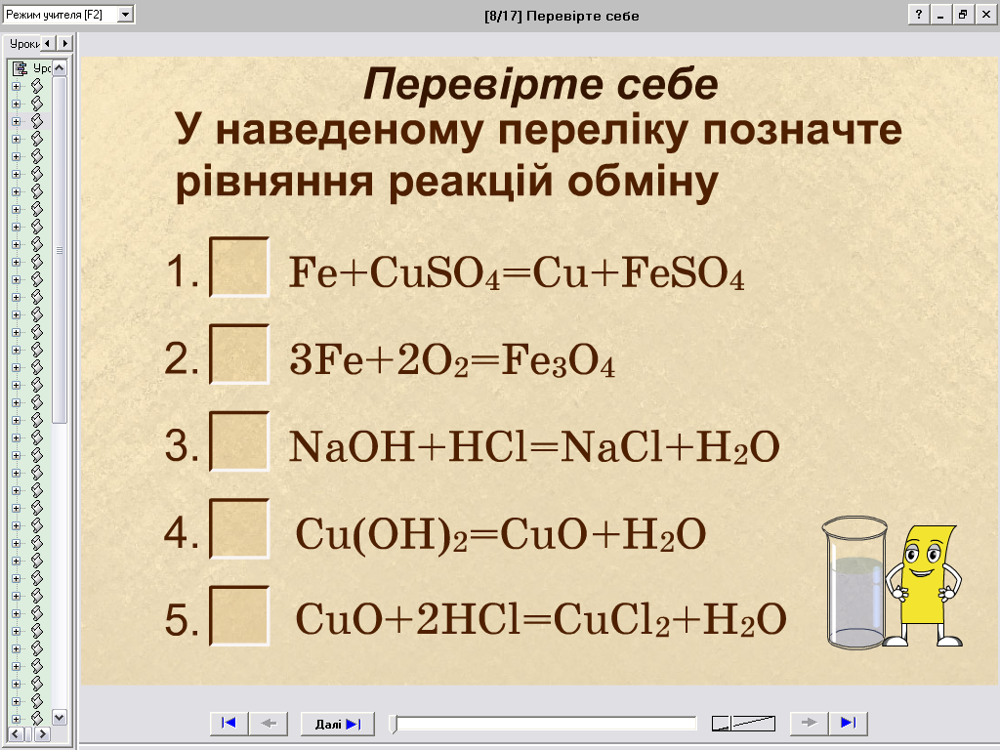 Режим учителя [F2]
[8/17] Перевірте себе
Уроки
Уро
Перевірте себе
У наведеному переліку позначте
рівняння реакцій обміну
1. Fe+CuSO₄=Cu+FeSO₄
2. 3Fe+2O₂=Fe₃O₄
3. NaOH+HCl=NaCl+H₂O
4. Cu(OH)₂=CuO+H₂O
5. CuO+2HCl=CuCl₂+H₂O
Далі